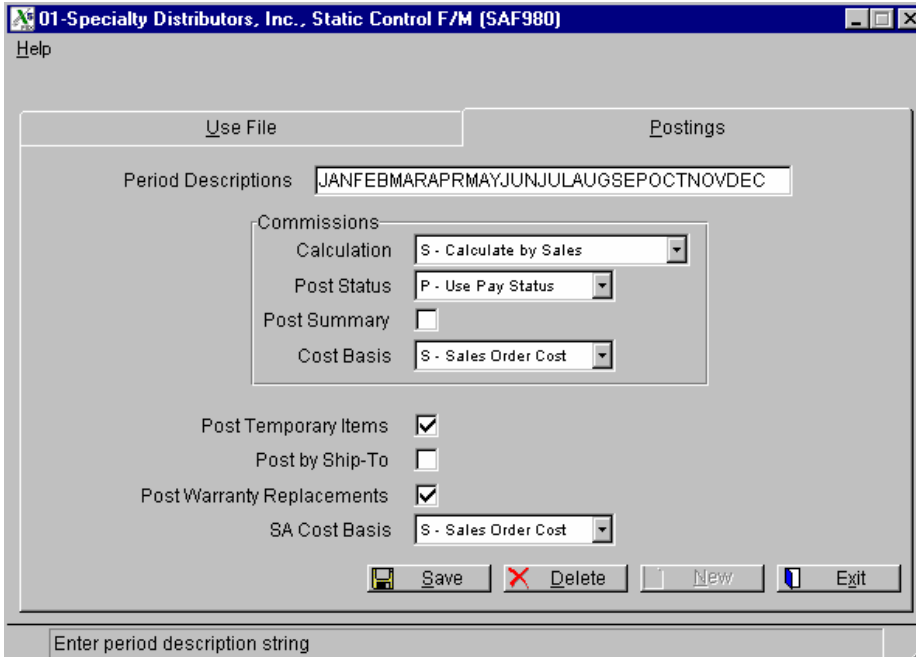 01-Specialty Distributors, Inc., Static Control F/M (SAF980)
Help
Use File Postings
Period Descriptions JANFEBMARAPRMAYJUNJULAUGSEPOCTNOVDEC
Commissions
Calculation S - Calculate by Sales
Post Status P - Use Pay Status
Post Summary
Cost Basis S - Sales Order Cost
Post Temporary Items
Post by Ship-To
Post Warranty Replacements
SA Cost Basis S - Sales Order Cost
Save Delete New Exit
Enter period description string